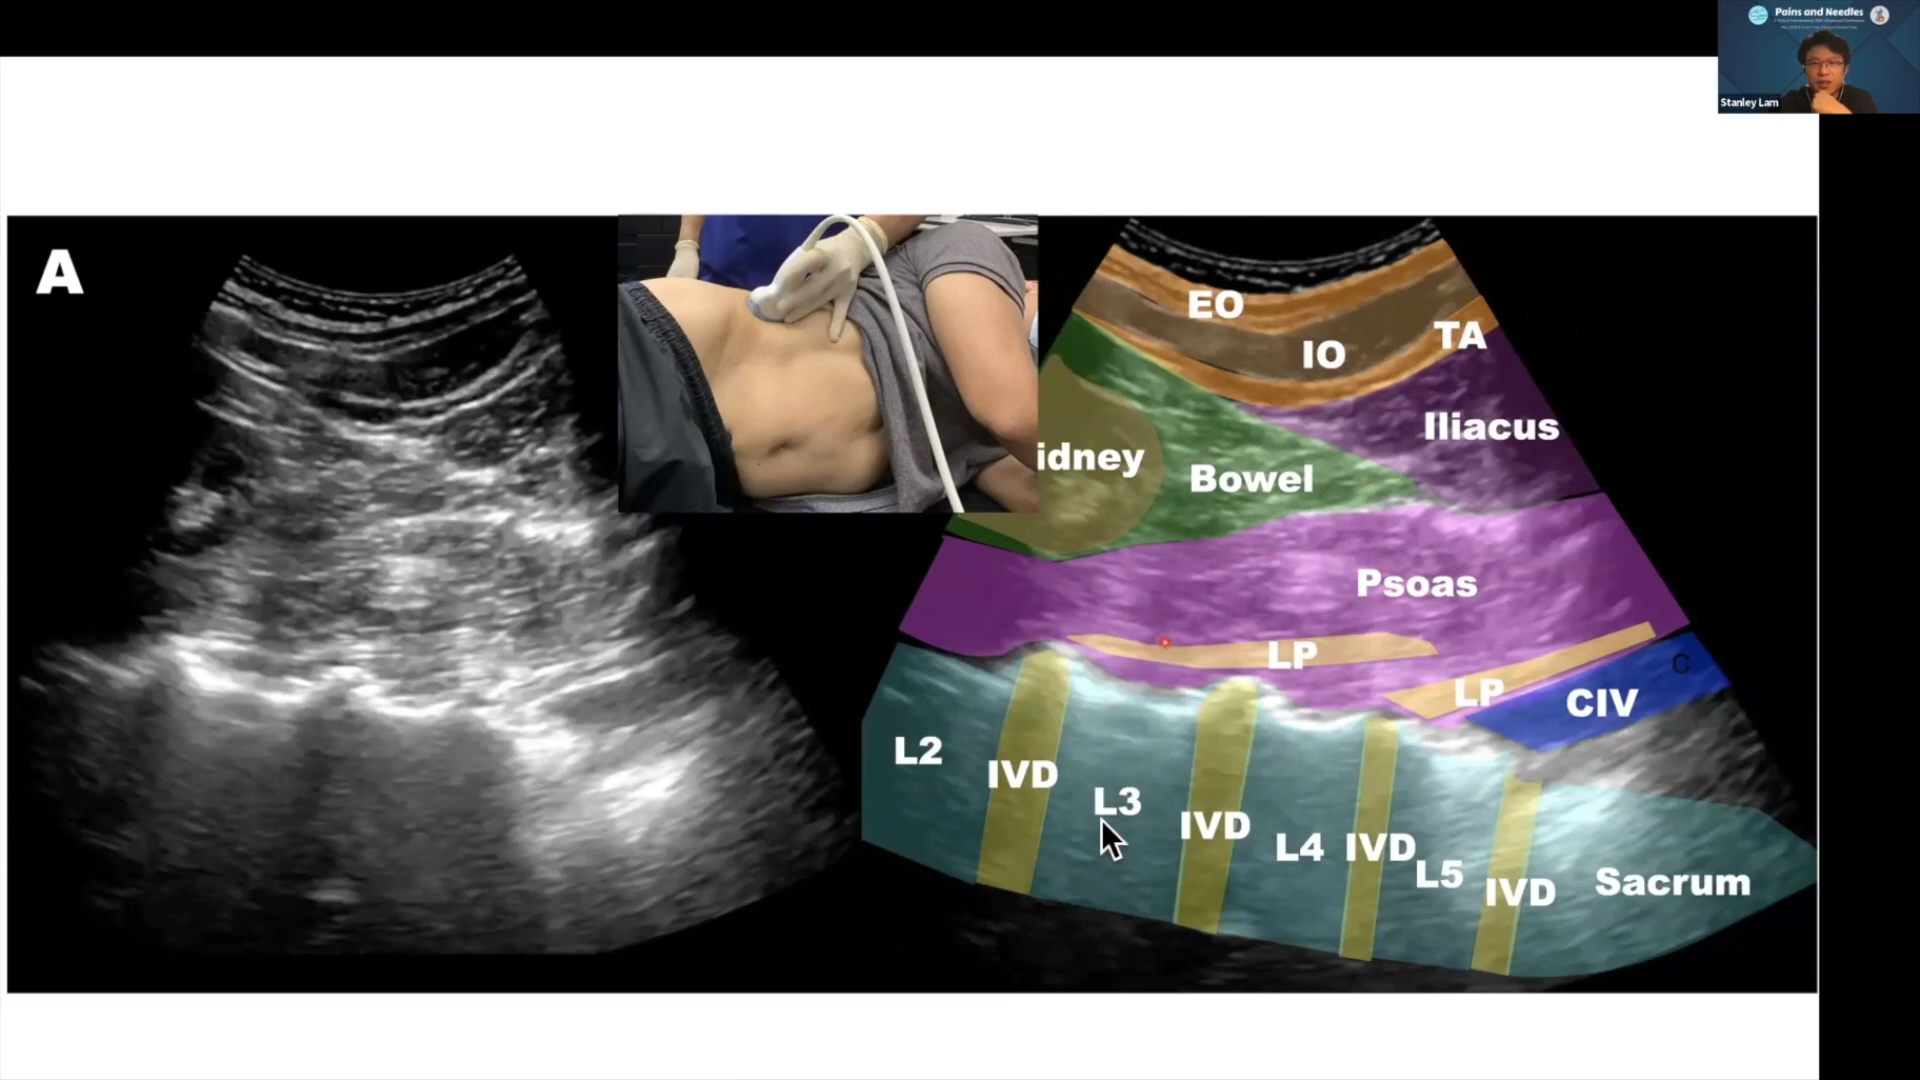 Pains and Needles
Stanley Lam
A
EO
IO
TA
Iliacus
idney
Bowel
Psoas
LP
LP
C
CIV
L2
IVD
L3
IVD
L4
IVD
L5
IVD
Sacrum